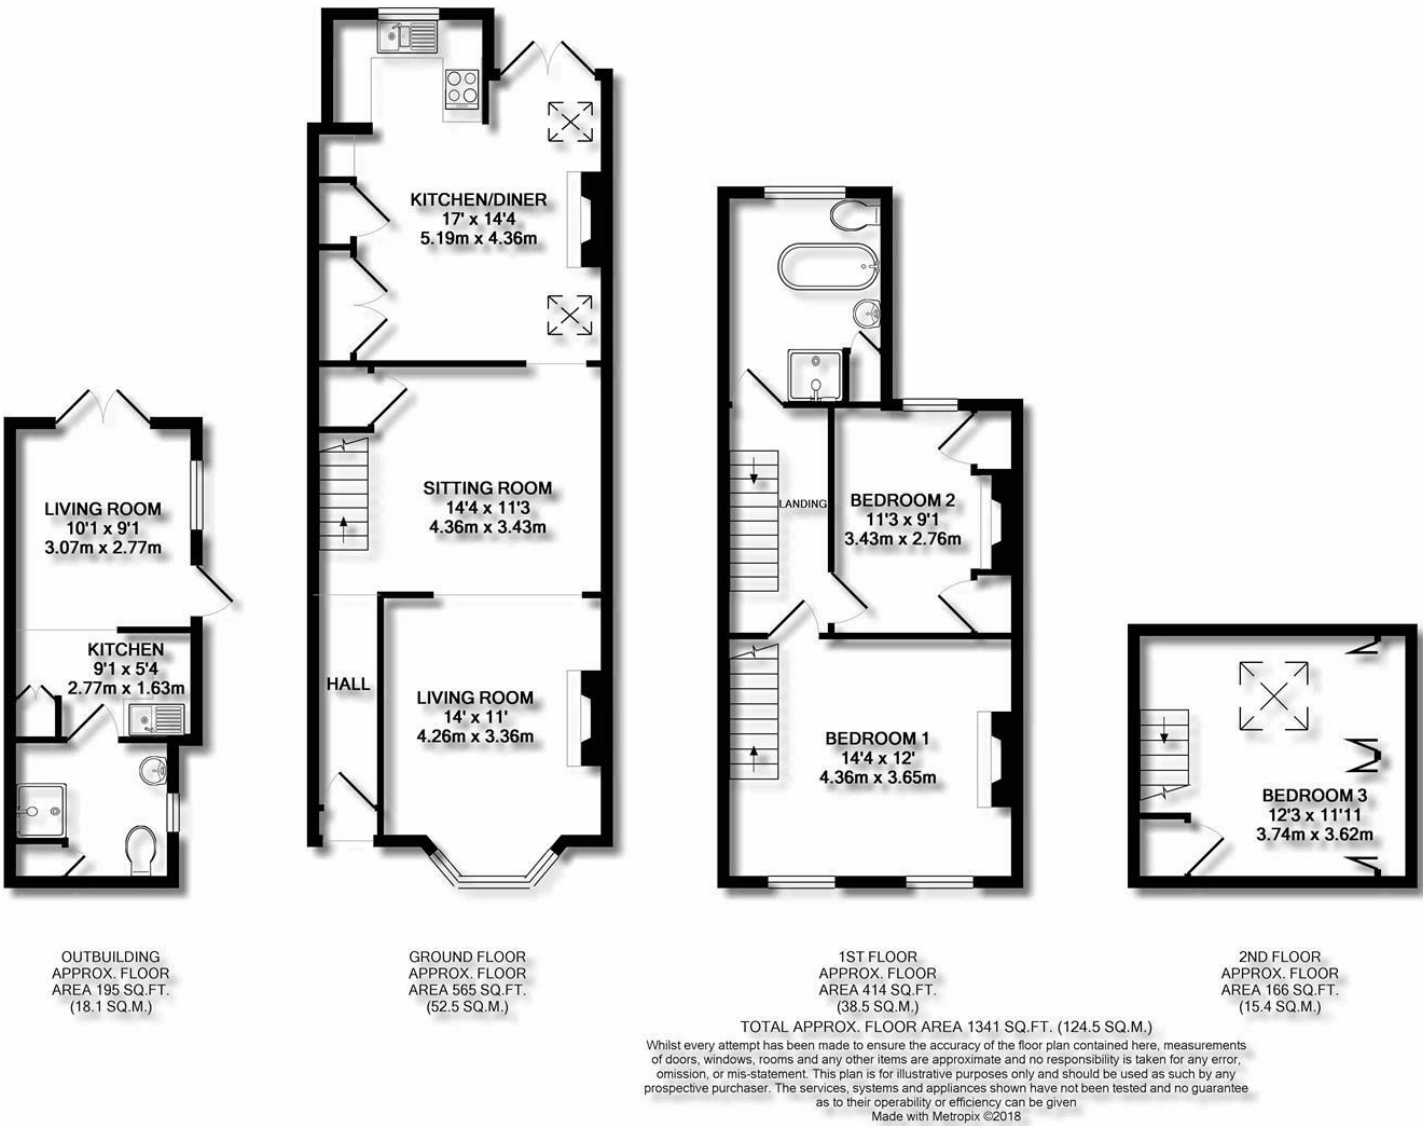 KITCHEN/DINER
17' x 14'4
5.19m x 4.36m
LIVING ROOM
10'1 x 9'1
3.07m x 2.77m
SITTING ROOM
14'4 x 11'3
4.36m x 3.43m
LANDING
BEDROOM 2
11'3 x 9'1
3.43m x 2.76m
KITCHEN
9'1 x 5'4
2.77m x 1.63m
HALL
LIVING ROOM
14' x 11'
4.26m x 3.36m
BEDROOM 1
14'4 x 12'
4.36m x 3.65m
BEDROOM 3
12'3 x 11'11
3.74m x 3.62m
OUTBUILDING
APPROX. FLOOR
AREA 195 SQ.FT.
(18.1 SQ.M.)
GROUND FLOOR
APPROX. FLOOR
AREA 565 SQ.FT.
(52.5 SQ.M.)
1ST FLOOR
APPROX. FLOOR
AREA 414 SQ.FT.
(38.5 SQ.M.)
2ND FLOOR
APPROX. FLOOR
AREA 166 SQ.FT.
(15.4 SQ.M.)
TOTAL APPROX. FLOOR AREA 1341 SQ.FT. (124.5 SQ.M.)
Whilst every attempt has been made to ensure the accuracy of the floor plan contained here, measurements
of doors, windows, rooms and any other items are approximate and no responsibility is taken for any error,
omission, or mis-statement. This plan is for illustrative purposes only and should be used as such by any
prospective purchaser. The services, systems and appliances shown have not been tested and no guarantee
as to their operability or efficiency can be given
Made with Metropix ©2018